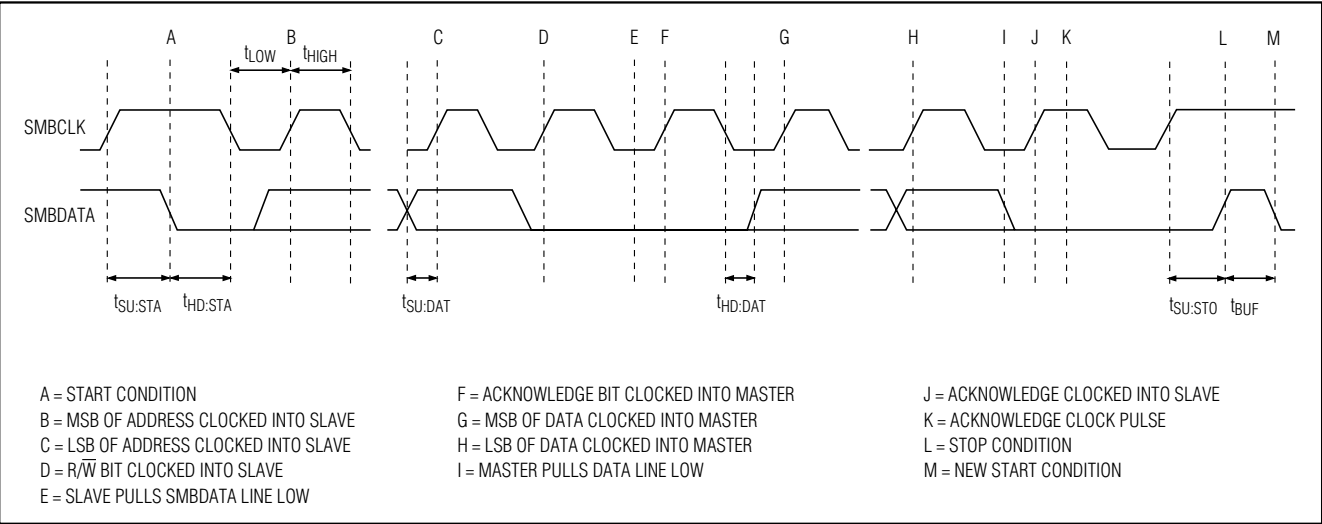 A B C D E F G H I J K L M
tLOW tHIGH
SMBCLK
SMBDATA
tSU:STA tHD:STA tSU:DAT tHD:DAT tSU:STO tBUF
A = START CONDITION
B = MSB OF ADDRESS CLOCKED INTO SLAVE
C = LSB OF ADDRESS CLOCKED INTO SLAVE
D = R/W̅ BIT CLOCKED INTO SLAVE
E = SLAVE PULLS SMBDATA LINE LOW
F = ACKNOWLEDGE BIT CLOCKED INTO MASTER
G = MSB OF DATA CLOCKED INTO MASTER
H = LSB OF DATA CLOCKED INTO MASTER
I = MASTER PULLS DATA LINE LOW
J = ACKNOWLEDGE CLOCKED INTO SLAVE
K = ACKNOWLEDGE CLOCK PULSE
L = STOP CONDITION
M = NEW START CONDITION